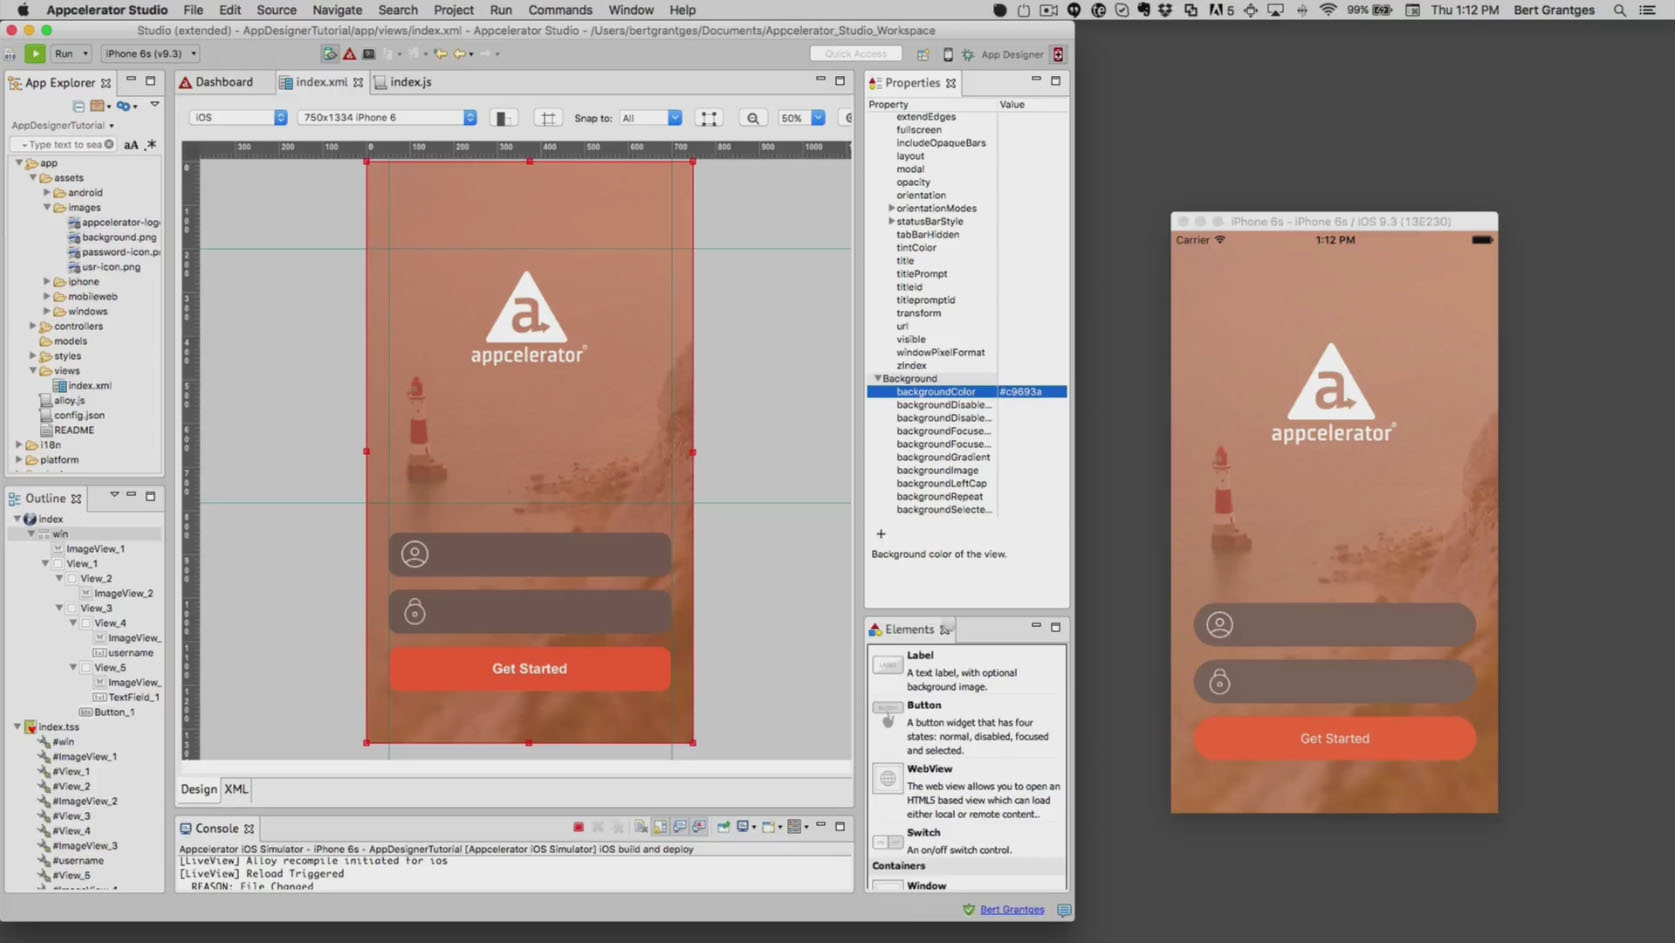 Appcelerator Studio File Edit Source Navigate Search Project Run Commands Window Help 5 99% Thu 1:12 PM Bert Grantges
Studio (extended) - AppDesignerTutorial/app/views/index.xml - Appcelerator Studio - /Users/bertgrantges/Documents/Appcelerator_Studio_Workspace
Run iPhone 6s (v9.3) Quick Access App Designer
App Explorer
AppDesignerTutorial
Type text to sea aA .*
app
assets
android
images
appcelerator-log
background.png
password-icon.p
usr-icon.png
iphone
mobileweb
windows
controllers
models
styles
views
index.xml
alloy.js
config.json
README
i18n
platform
Outline
index
win
ImageView_1
View_1
View_2
ImageView_2
View_3
View_4
ImageView_
username
View_5
ImageView_
TextField_1
Button_1
index.tss
#win
#ImageView_1
#View_1
#View_2
#ImageView_2
#View_3
#View_4
#ImageView_3
#username
#View_5
#ImageView_4
Dashboard index.xml index.js
iOS 750x1334 iPhone 6 Snap to: All 50%
300 200 100 0 100 200 300 400 500 600 700 800 900 1000
a
appcelerator
Get Started
Design XML
Console
Appcelerator iOS Simulator - iPhone 6s - AppDesignerTutorial [Appcelerator iOS Simulator] iOS build and deploy
[LiveView] Alloy recompile initiated for ios
[LiveView] Reload Triggered
REASON: File Changed
Properties
Property Value
extendEdges
fullscreen
includeOpaqueBars
layout
modal
opacity
orientation
orientationModes
statusBarStyle
tabBarHidden
tintColor
title
titlePrompt
titleid
titlepromptid
transform
url
visible
windowPixelFormat
zIndex
Background
backgroundColor #c9693a
backgroundDisable...
backgroundDisable...
backgroundFocuse...
backgroundFocuse...
backgroundGradient
backgroundImage
backgroundLeftCap
backgroundRepeat
backgroundSelecte...
+
Background color of the view.
Elements
Label
A text label, with optional
background image.
Button
A button widget that has four
states: normal, disabled, focused
and selected.
WebView
The web view allows you to open an
HTML5 based view which can load
either local or remote content..
Switch
An on/off switch control.
Containers
Window
Bert Grantges
iPhone 6s - iPhone 6s / iOS 9.3 (13E230)
Carrier 1:12 PM
a
appcelerator
Get Started